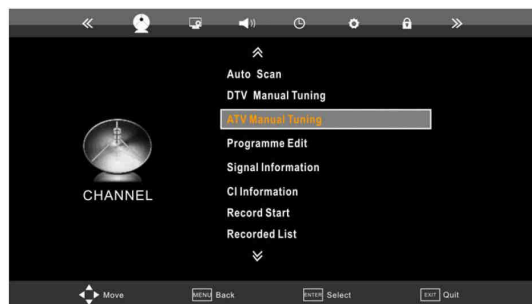 Auto Scan
DTV Manual Tuning
ATV Manual Tuning
Programme Edit
Signal Information
CI Information
Record Start
Recorded List
CHANNEL
Move
MENU Back
ENTER Select
EXIT Quit